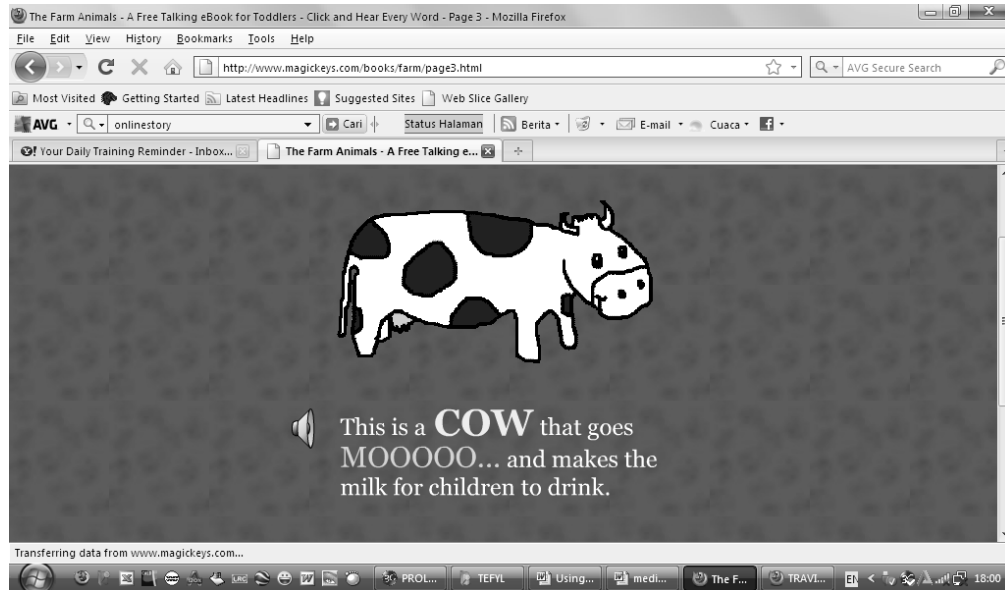 The Farm Animals - A Free Talking eBook for Toddlers - Click and Hear Every Word - Page 3 - Mozilla Firefox
File Edit View History Bookmarks Tools Help
http://www.magickeys.com/books/farm/page3.html AVG Secure Search
Most Visited Getting Started Latest Headlines Suggested Sites Web Slice Gallery
AVG onlinestory Cari Status Halaman Berita E-mail Cuaca
Your Daily Training Reminder - Inbox... The Farm Animals - A Free Talking e...
This is a COW that goes
MOOOOO... and makes the
milk for children to drink.
Transferring data from www.magickeys.com...
PROL... TEFYL Using... medi... The F... TRAVI... EN 18:00